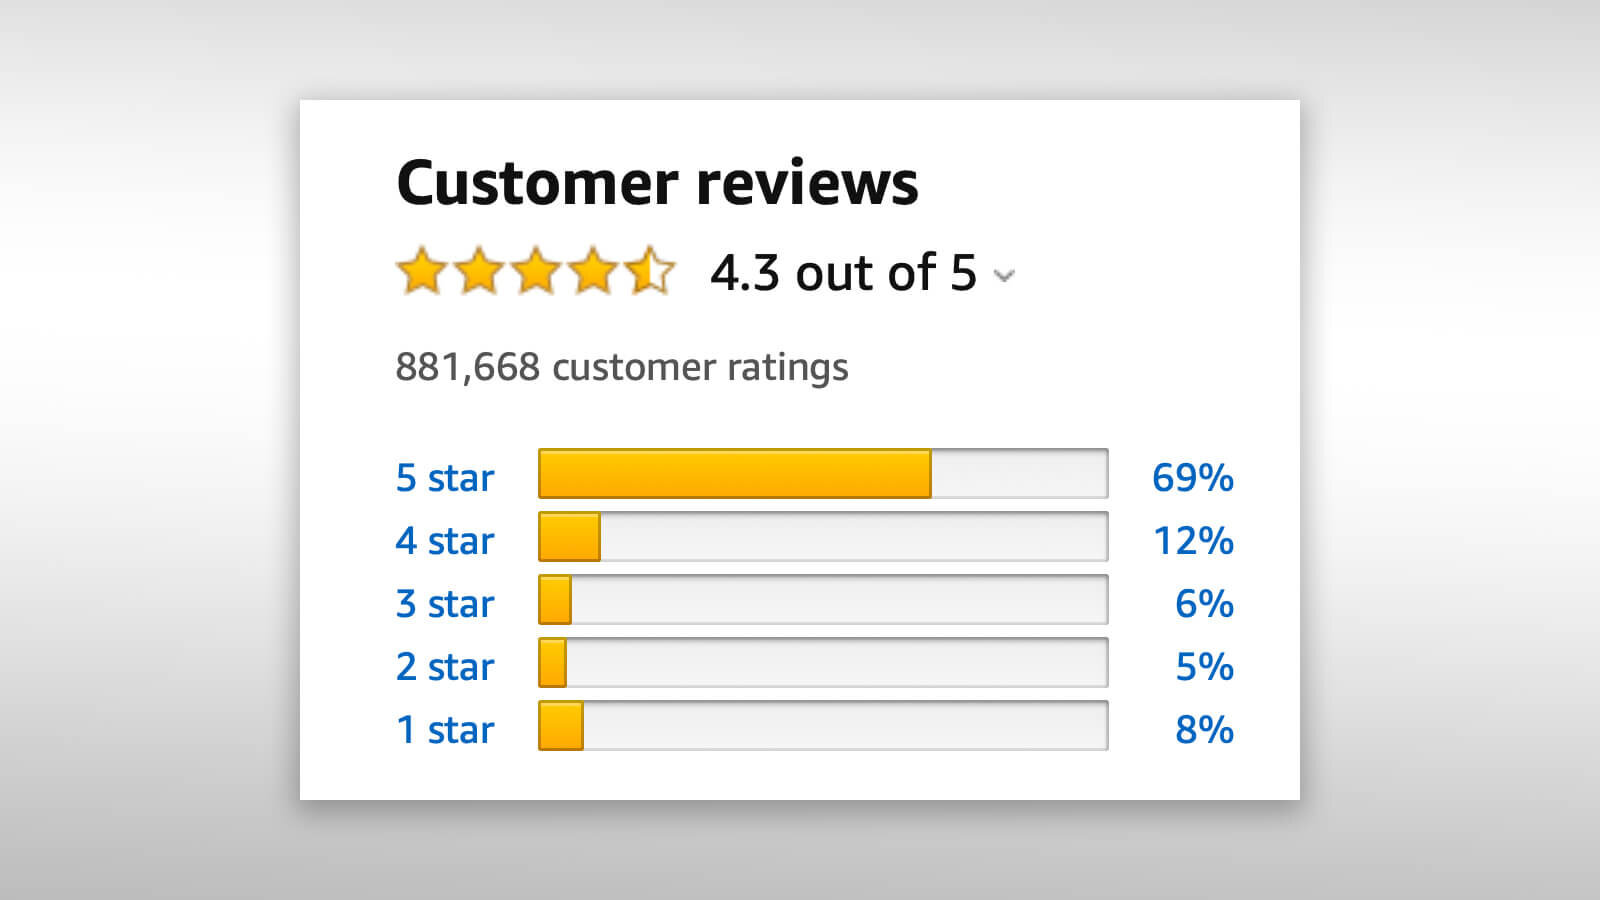 Customer reviews
4.3 out of 5
881,668 customer ratings
5 star 69%
4 star 12%
3 star 6%
2 star 5%
1 star 8%